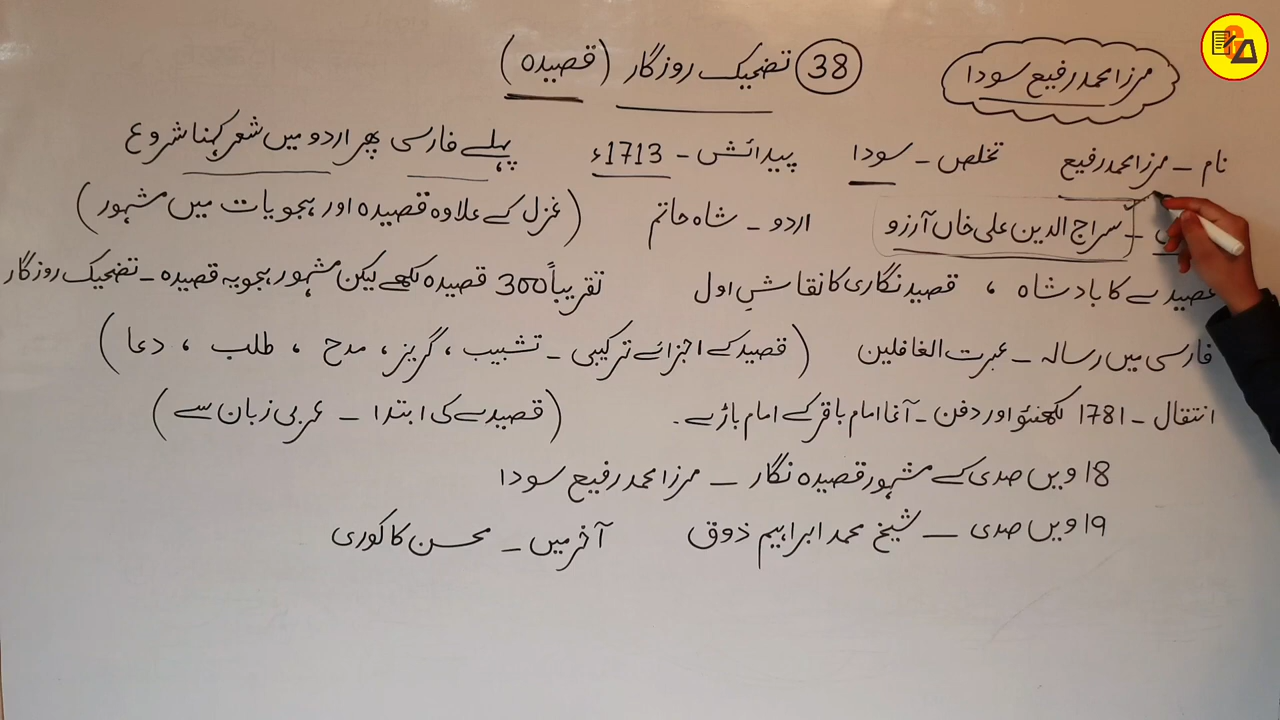 مرزا محمد رفیع سودا
38 تضحیک روزگار (قصیدہ)
نام – مرزا محمد رفیع تخلص – سودا پیدائش – 1713ء پہلے فارسی پھر اردو میں شعر کہنا شروع
– سراج الدین علی خاں آرزو اردو – شاہ حاتم (غزل کے علاوہ قصیدہ اور ہجویات میں مشہور)
قصیدے کا بادشاہ ، قصیدنگاری کا نقاشِ اول تقریباً 300 قصیدہ لکھے لیکن مشہور ہجویہ قصیدہ – تضحیک روزگار
فارسی میں رسالہ – عبرت الغافلین (قصید کے اجزائے ترکیبی – تشبیب ، گریز ، مدح ، طلب ، دعا)
انتقال – 1781 لکھنئو اور دفن – آغا امام باقر کے امام باڑے۔ (قصیدے کی ابتدا – عربی زبان سے)
18 ویں صدی کے مشہور قصیدہ نگار – مرزا محمد رفیع سودا
19 ویں صدی – شیخ محمد ابراہیم ذوق آخر میں – محسن کاکوری